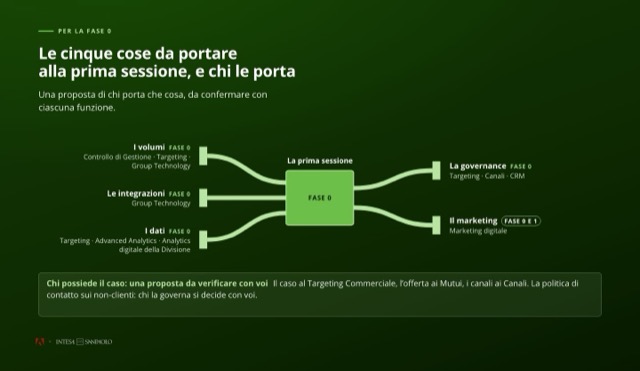 PER LA FASE 0
Le cinque cose da portare
alla prima sessione, e chi le porta
Una proposta di chi porta che cosa, da confermare con
ciascuna funzione.
I volumi FASE 0
Controllo di Gestione · Targeting ·
Group Technology
Le integrazioni FASE 0
Group Technology
I dati FASE 0
Targeting · Advanced Analytics · Analytics
digitale della Divisione
La prima sessione
FASE 0
La governance FASE 0
Targeting · Canali · CRM
Il marketing FASE 0 E 1
Marketing digitale
Chi possiede il caso: una proposta da verificare con voi Il caso al Targeting Commerciale, l'offerta ai Mutui, i canali ai Canali. La politica di
contatto sui non-clienti: chi la governa si decide con voi.
INTESA SANPAOLO